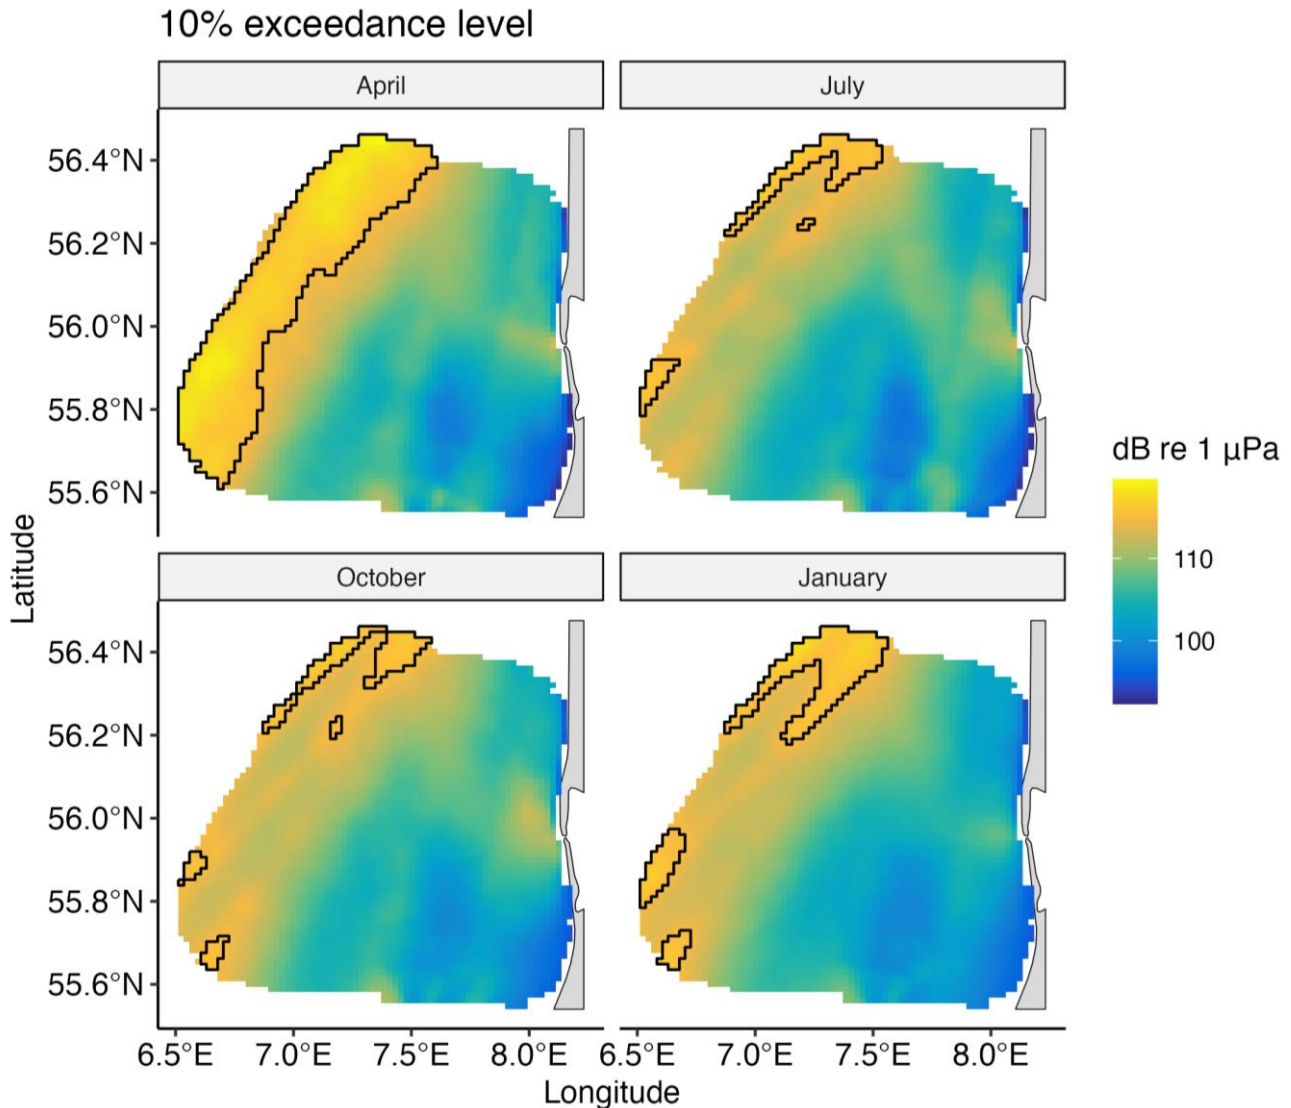 10% exceedance level
April
July
56.4°N
56.2°N
56.0°N
55.8°N
55.6°N
October
January
56.4°N
56.2°N
56.0°N
55.8°N
55.6°N
6.5°E 7.0°E 7.5°E 8.0°E 6.5°E 7.0°E 7.5°E 8.0°E
Longitude
Latitude
dB re 1 μPa
110
100